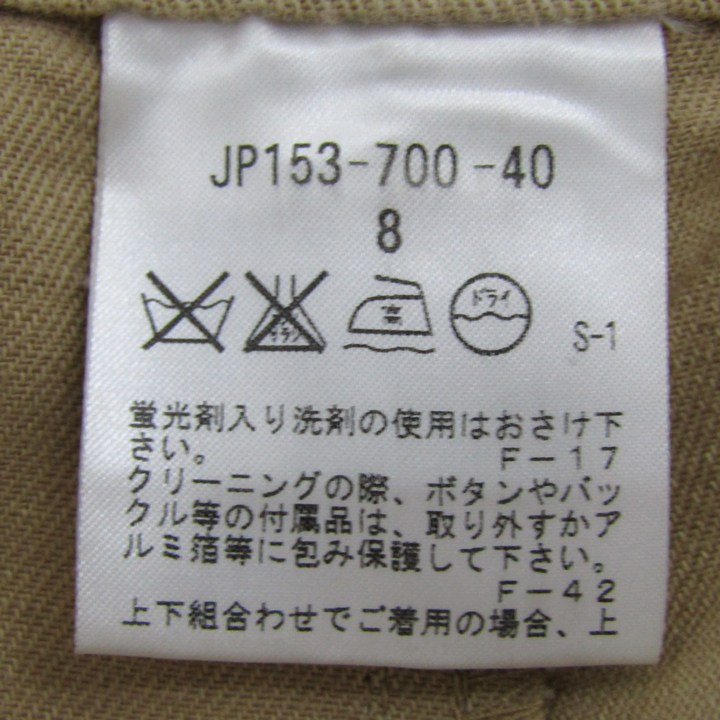 JP153-700-40
8
高 ドライ
S-1
蛍光剤入り洗剤の使用はおさけ下
さい。 F-17
クリーニングの際、ボタンやバッ
クル等の付属品は、取り外すかア
ルミ箔等に包み保護して下さい。
F-42
上下組合わせでご着用の場合、上